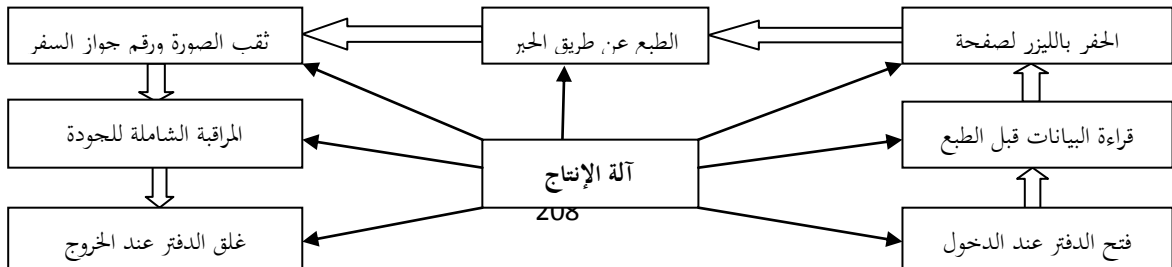 الحفر بالليزر لصفحة
الطبع عن طريق الحبر
ثقب الصورة ورقم جواز السفر
قراءة البيانات قبل الطبع
المراقبة الشاملة للجودة
آلة الإنتاج
208
فتح الدفتر عند الدخول
غلق الدفتر عند الخروج